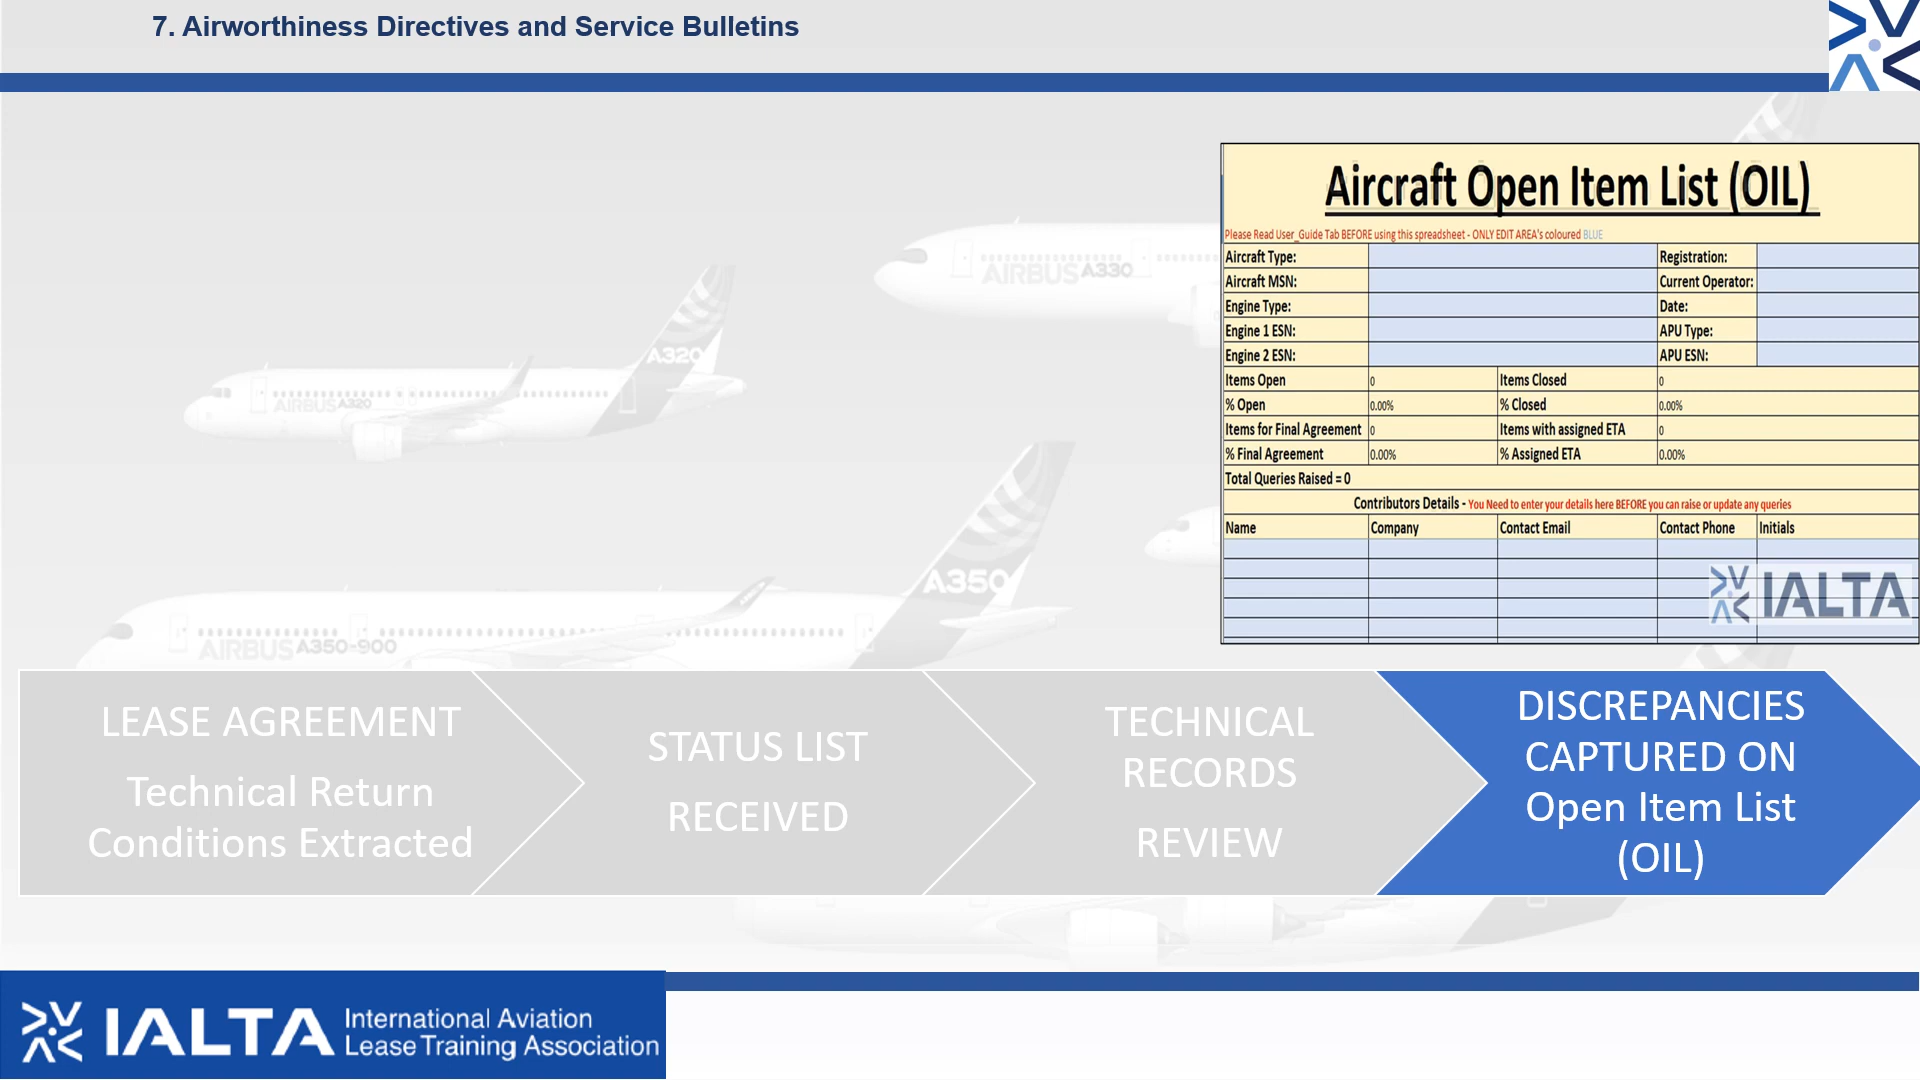 7. Airworthiness Directives and Service Bulletins
Aircraft Open Item List (OIL)
Please Read User_Guide Tab BEFORE using this spreadsheet - ONLY EDIT AREA's coloured BLUE
Aircraft Type: Registration:
Aircraft MSN: Current Operator:
Engine Type: Date:
Engine 1 ESN: APU Type:
Engine 2 ESN: APU ESN:
Items Open 0 Items Closed 0
% Open 0.00% % Closed 0.00%
Items for Final Agreement 0 Items with assigned ETA 0
% Final Agreement 0.00% % Assigned ETA 0.00%
Total Queries Raised = 0
Contributors Details - You Need to enter your details here BEFORE you can raise or update any queries
Name Company Contact Email Contact Phone Initials
IALTA
AIRBUS A330
A320
AIRBUS A320
A350
AIRBUS A350-900
LEASE AGREEMENT
Technical Return
Conditions Extracted
STATUS LIST
RECEIVED
TECHNICAL
RECORDS
REVIEW
DISCREPANCIES
CAPTURED ON
Open Item List
(OIL)
IALTA
International Aviation
Lease Training Association